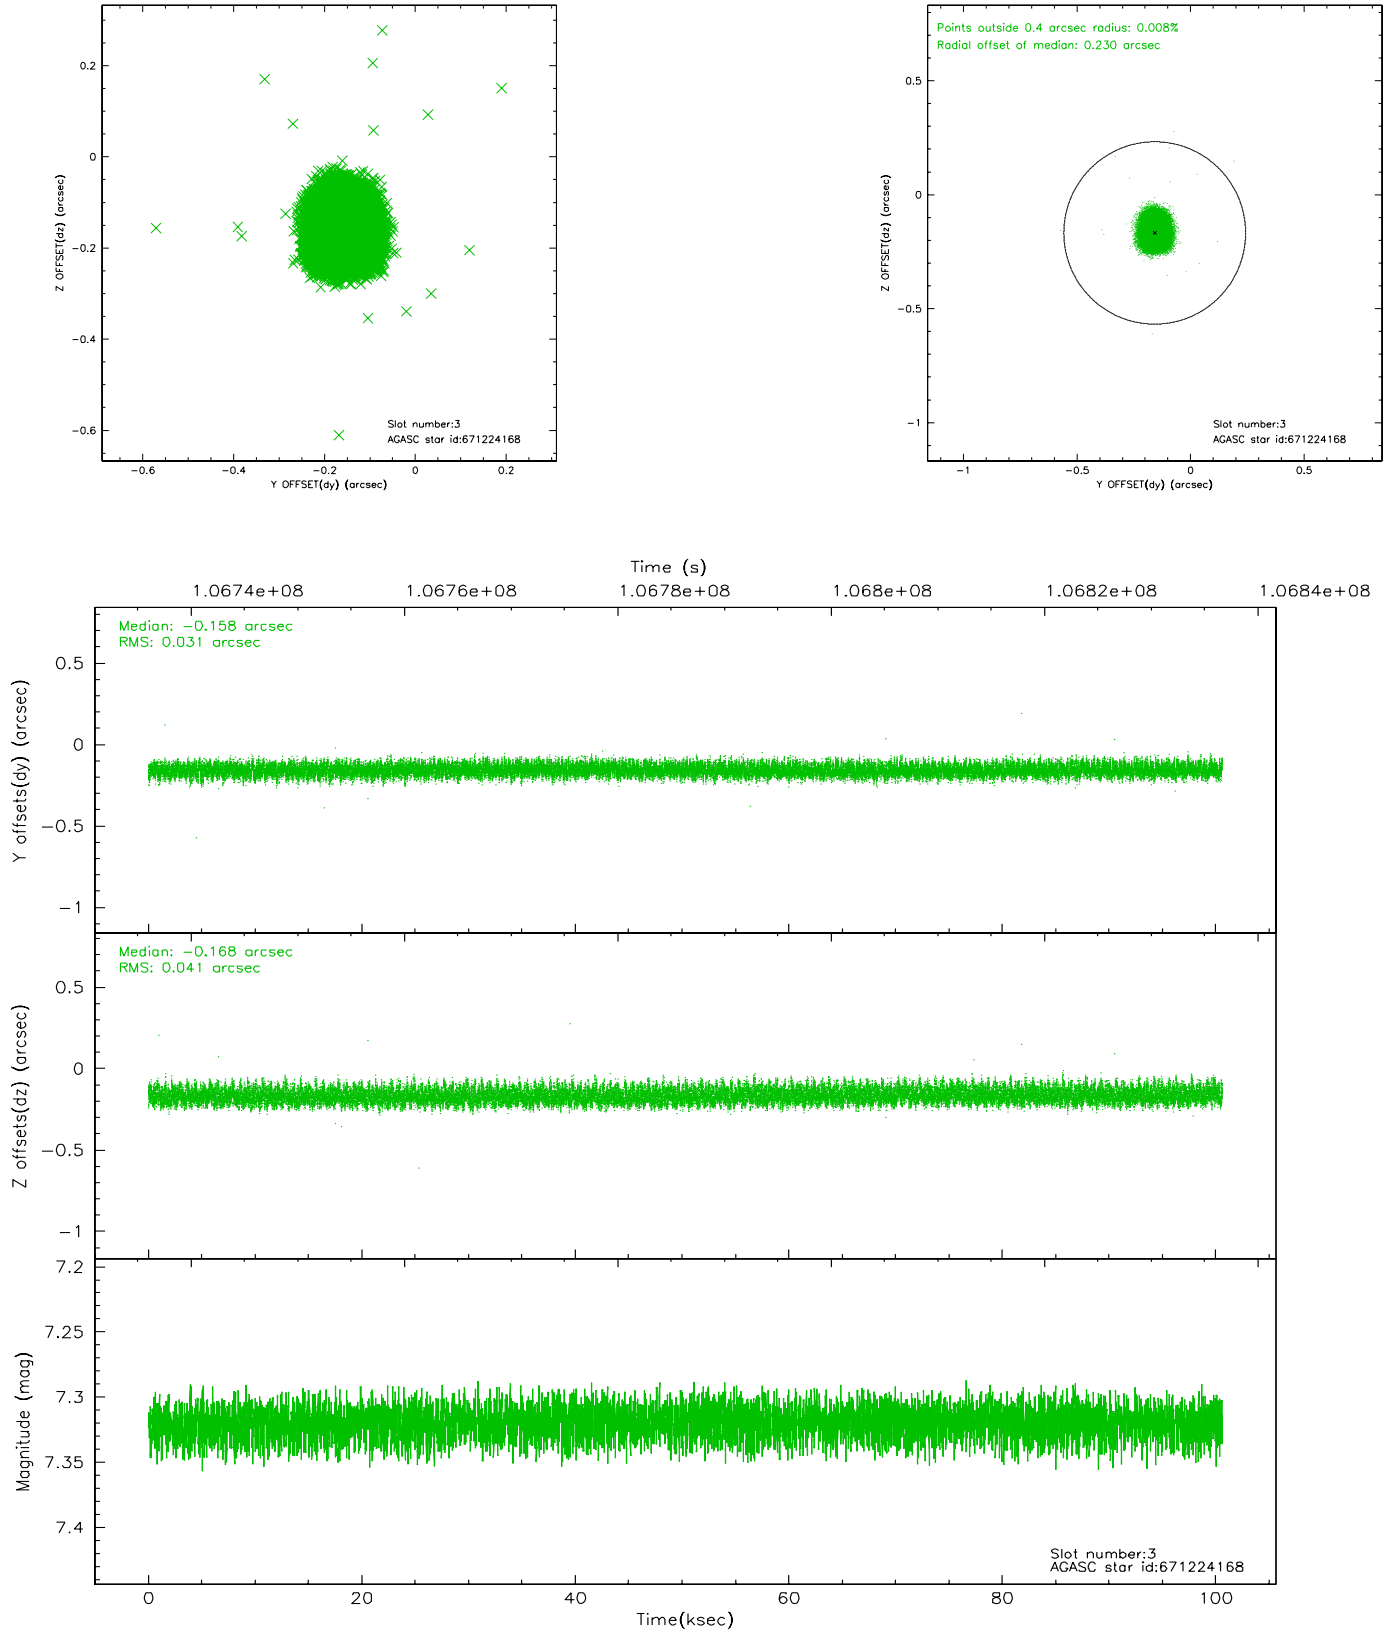 0.2
0
−0.2
−0.4
−0.6
Z OFFSET(dz) (arcsec)
Slot number:3
AGASC star id:671224168
−0.6 −0.4 −0.2 0 0.2
Y OFFSET(dy) (arcsec)
Points outside 0.4 arcsec radius: 0.008%
Radial offset of median: 0.230 arcsec
0.5
0
−0.5
−1
Z OFFSET(dz) (arcsec)
Slot number:3
AGASC star id:671224168
−1 −0.5 0 0.5
Y OFFSET(dy) (arcsec)
Time (s)
1.0674e+08 1.0676e+08 1.0678e+08 1.068e+08 1.0682e+08 1.0684e+08
Median: −0.158 arcsec
RMS: 0.031 arcsec
0.5
0
−0.5
−1
Y offsets(dy) (arcsec)
Median: −0.168 arcsec
RMS: 0.041 arcsec
0.5
0
−0.5
−1
Z offsets(dz) (arcsec)
7.2
7.25
7.3
7.35
7.4
Magnitude (mag)
Slot number:3
AGASC star id:671224168
0 20 40 60 80 100
Time(ksec)